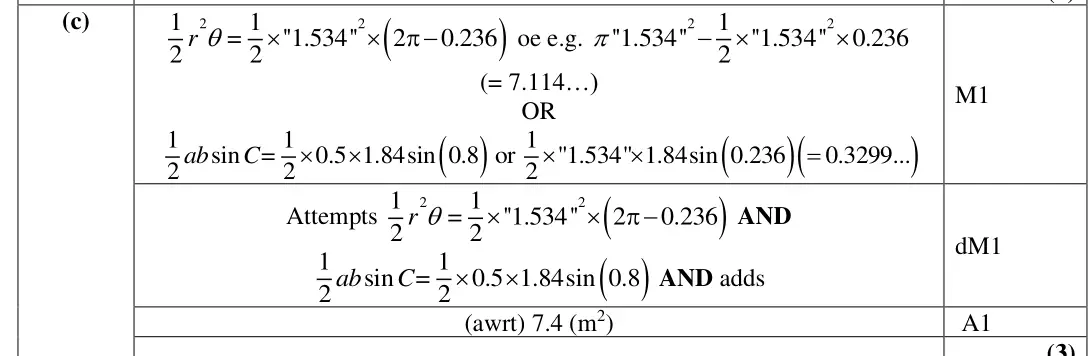 (c)
1/2 r²θ = 1/2 × "1.534"² × (2π − 0.236) oe e.g. π"1.534"² − 1/2 × "1.534"² × 0.236
(= 7.114…)
OR
1/2 ab sin C = 1/2 × 0.5 × 1.84 sin(0.8) or 1/2 × "1.534" × 1.84 sin(0.236) (= 0.3299...)
M1
Attempts 1/2 r²θ = 1/2 × "1.534"² × (2π − 0.236) AND
1/2 ab sin C = 1/2 × 0.5 × 1.84 sin(0.8) AND adds
dM1
(awrt) 7.4 (m²) A1
(3)